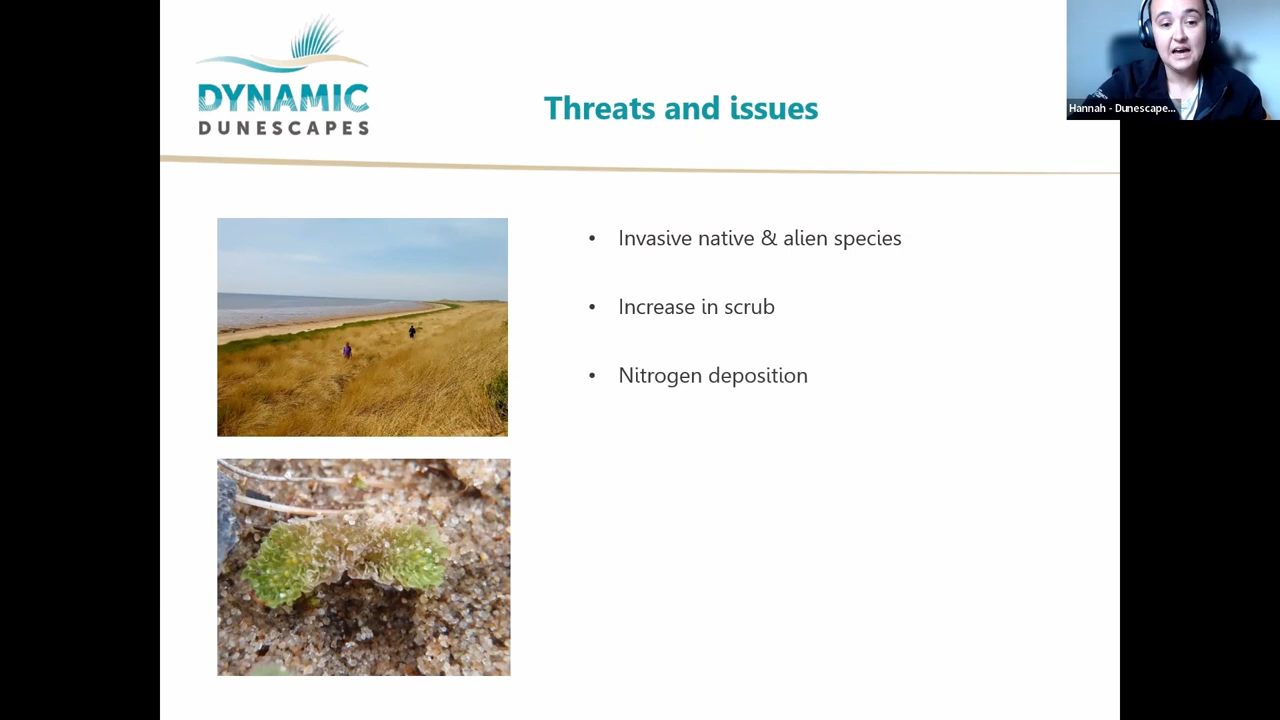 DYNAMIC
DUNESCAPES
Threats and issues
Hannah - Dunescape...
• Invasive native & alien species
• Increase in scrub
• Nitrogen deposition